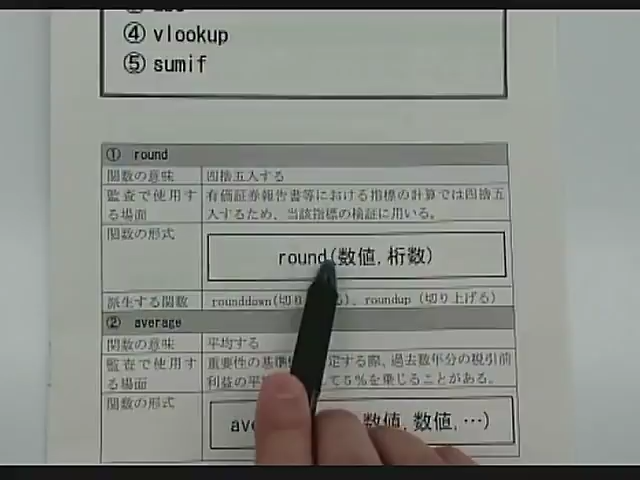 ④ vlookup
⑤ sumif
① round
関数の意味 四捨五入する
監査で使用す 有価証券報告書等における指標の計算では四捨五
る場面 入するため、当該指標の検証に用いる。
関数の形式
round(数値,桁数)
派生する関数 rounddown(切り る)、roundup (切り上げる)
② average
関数の意味 平均する
監査で使用す 重要性の基準 定する際、過去数年分の税引前
る場面 利益の平 して5%を乗じることがある。
関数の形式
ave 数値,数値,…)